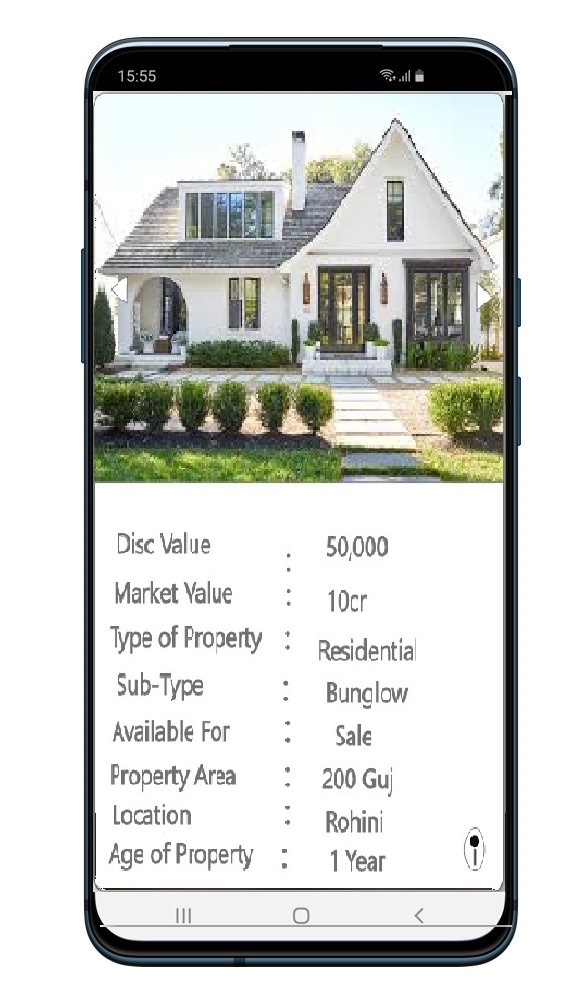 15:55
Disc Value : 50,000
Market Value : 10cr
Type of Property : Residential
Sub-Type : Bunglow
Available For : Sale
Property Area : 200 Guj
Location : Rohini
Age of Property : 1 Year